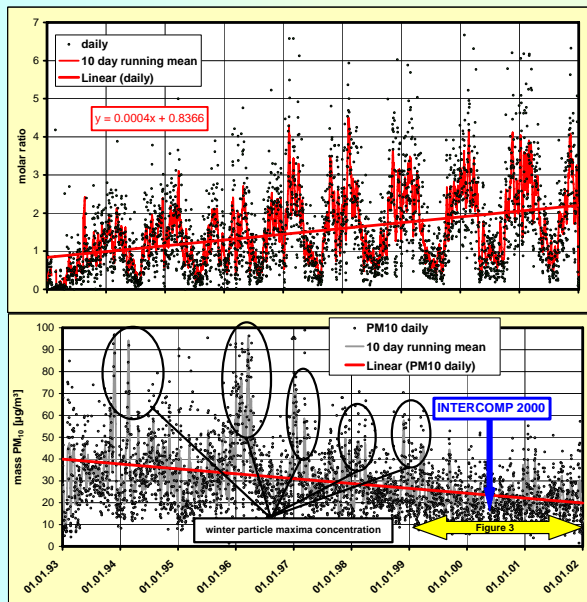 7
6
5
4
3
2
1
0
molar ratio
daily
10 day running mean
Linear (daily)
y = 0.0004x + 0.8366
100
90
80
70
60
50
40
30
20
10
0
mass PM₁₀ [µg/m³]
PM10 daily
10 day running mean
Linear (PM10 daily)
INTERCOMP 2000
winter particle maxima concentration
Figure 3
01.01.93
01.01.94
01.01.95
01.01.96
01.01.97
01.01.98
01.01.99
01.01.00
01.01.01
01.01.02